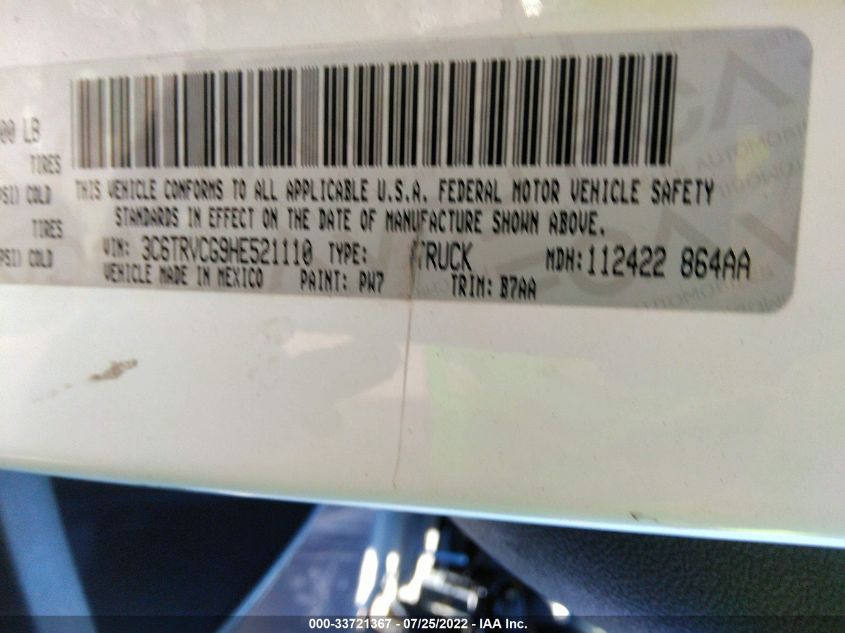 00 LB
TIRES
PSI) COLD
TIRES
PSI) COLD
THIS VEHICLE CONFORMS TO ALL APPLICABLE U.S.A. FEDERAL MOTOR VEHICLE SAFETY
STANDARDS IN EFFECT ON THE DATE OF MANUFACTURE SHOWN ABOVE.
VIN: 3C6TRVCG9HE521110 TYPE: TRUCK MDH:112422 864AA
VEHICLE MADE IN MEXICO PAINT: PW7 TRIM: B7AA
000-33721367 - 07/25/2022 - IAA Inc.